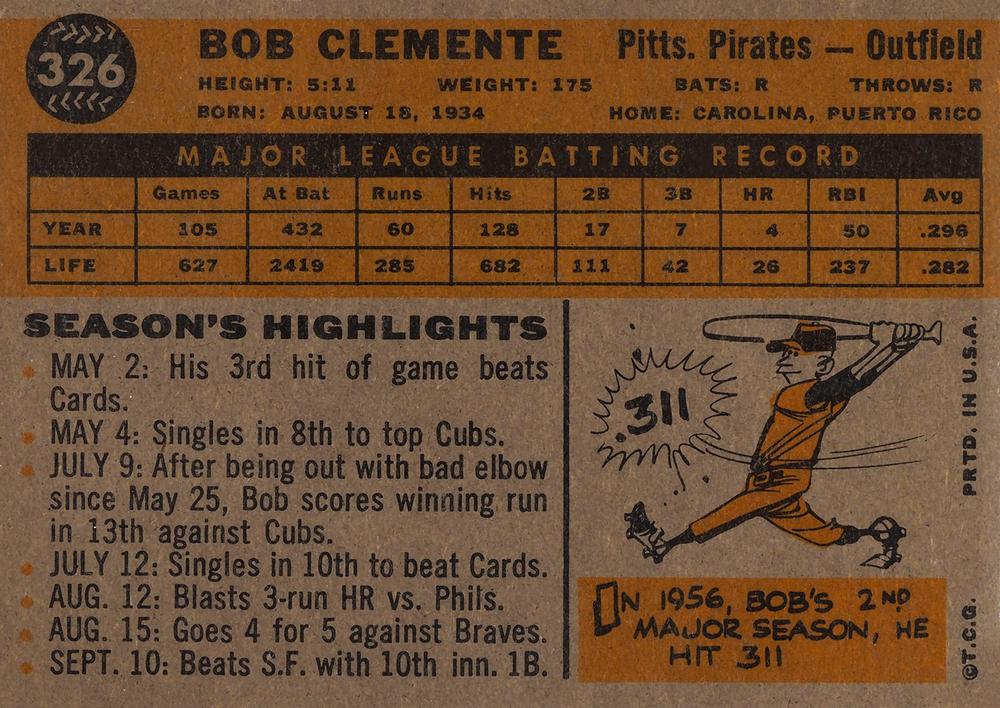 326
BOB CLEMENTE Pitts. Pirates — Outfield
HEIGHT: 5:11 WEIGHT: 175 BATS: R THROWS: R
BORN: AUGUST 18, 1934 HOME: CAROLINA, PUERTO RICO
MAJOR LEAGUE BATTING RECORD
Games At Bat Runs Hits 2B 3B HR RBI Avg
YEAR 105 432 60 128 17 7 4 50 .296
LIFE 627 2419 285 682 111 42 26 237 .282
SEASON'S HIGHLIGHTS
• MAY 2: His 3rd hit of game beats
Cards.
• MAY 4: Singles in 8th to top Cubs.
• JULY 9: After being out with bad elbow
since May 25, Bob scores winning run
in 13th against Cubs.
• JULY 12: Singles in 10th to beat Cards.
• AUG. 12: Blasts 3-run HR vs. Phils.
• AUG. 15: Goes 4 for 5 against Braves.
• SEPT. 10: Beats S.F. with 10th inn. 1B.
.311
IN 1956, BOB'S 2ND
MAJOR SEASON, HE
HIT 311
©T.C.G. PRTD. IN U.S.A.